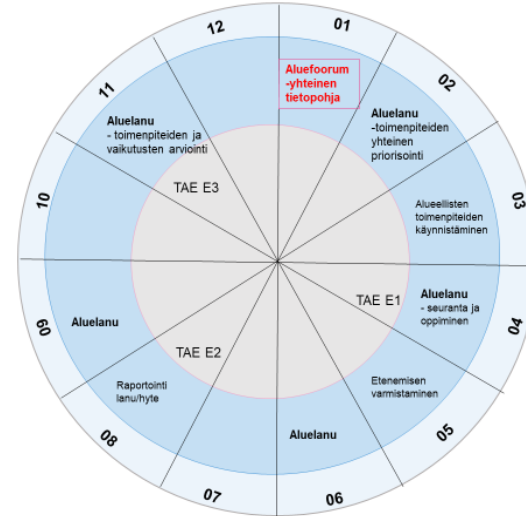 01
Aluefoorum
-yhteinen
tietopohja
02
Aluelanu
-toimenpiteiden
yhteinen
priorisointi
03
Alueellisten
toimenpiteiden
käynnistäminen
04
Aluelanu
- seuranta ja
oppiminen
TAE E1
05
Etenemisen
varmistaminen
06
Aluelanu
07
TAE E2
08
Raportointi
lanu/hyte
09
Aluelanu
10
11
Aluelanu
- toimenpiteiden ja
vaikutusten arviointi
TAE E3
12